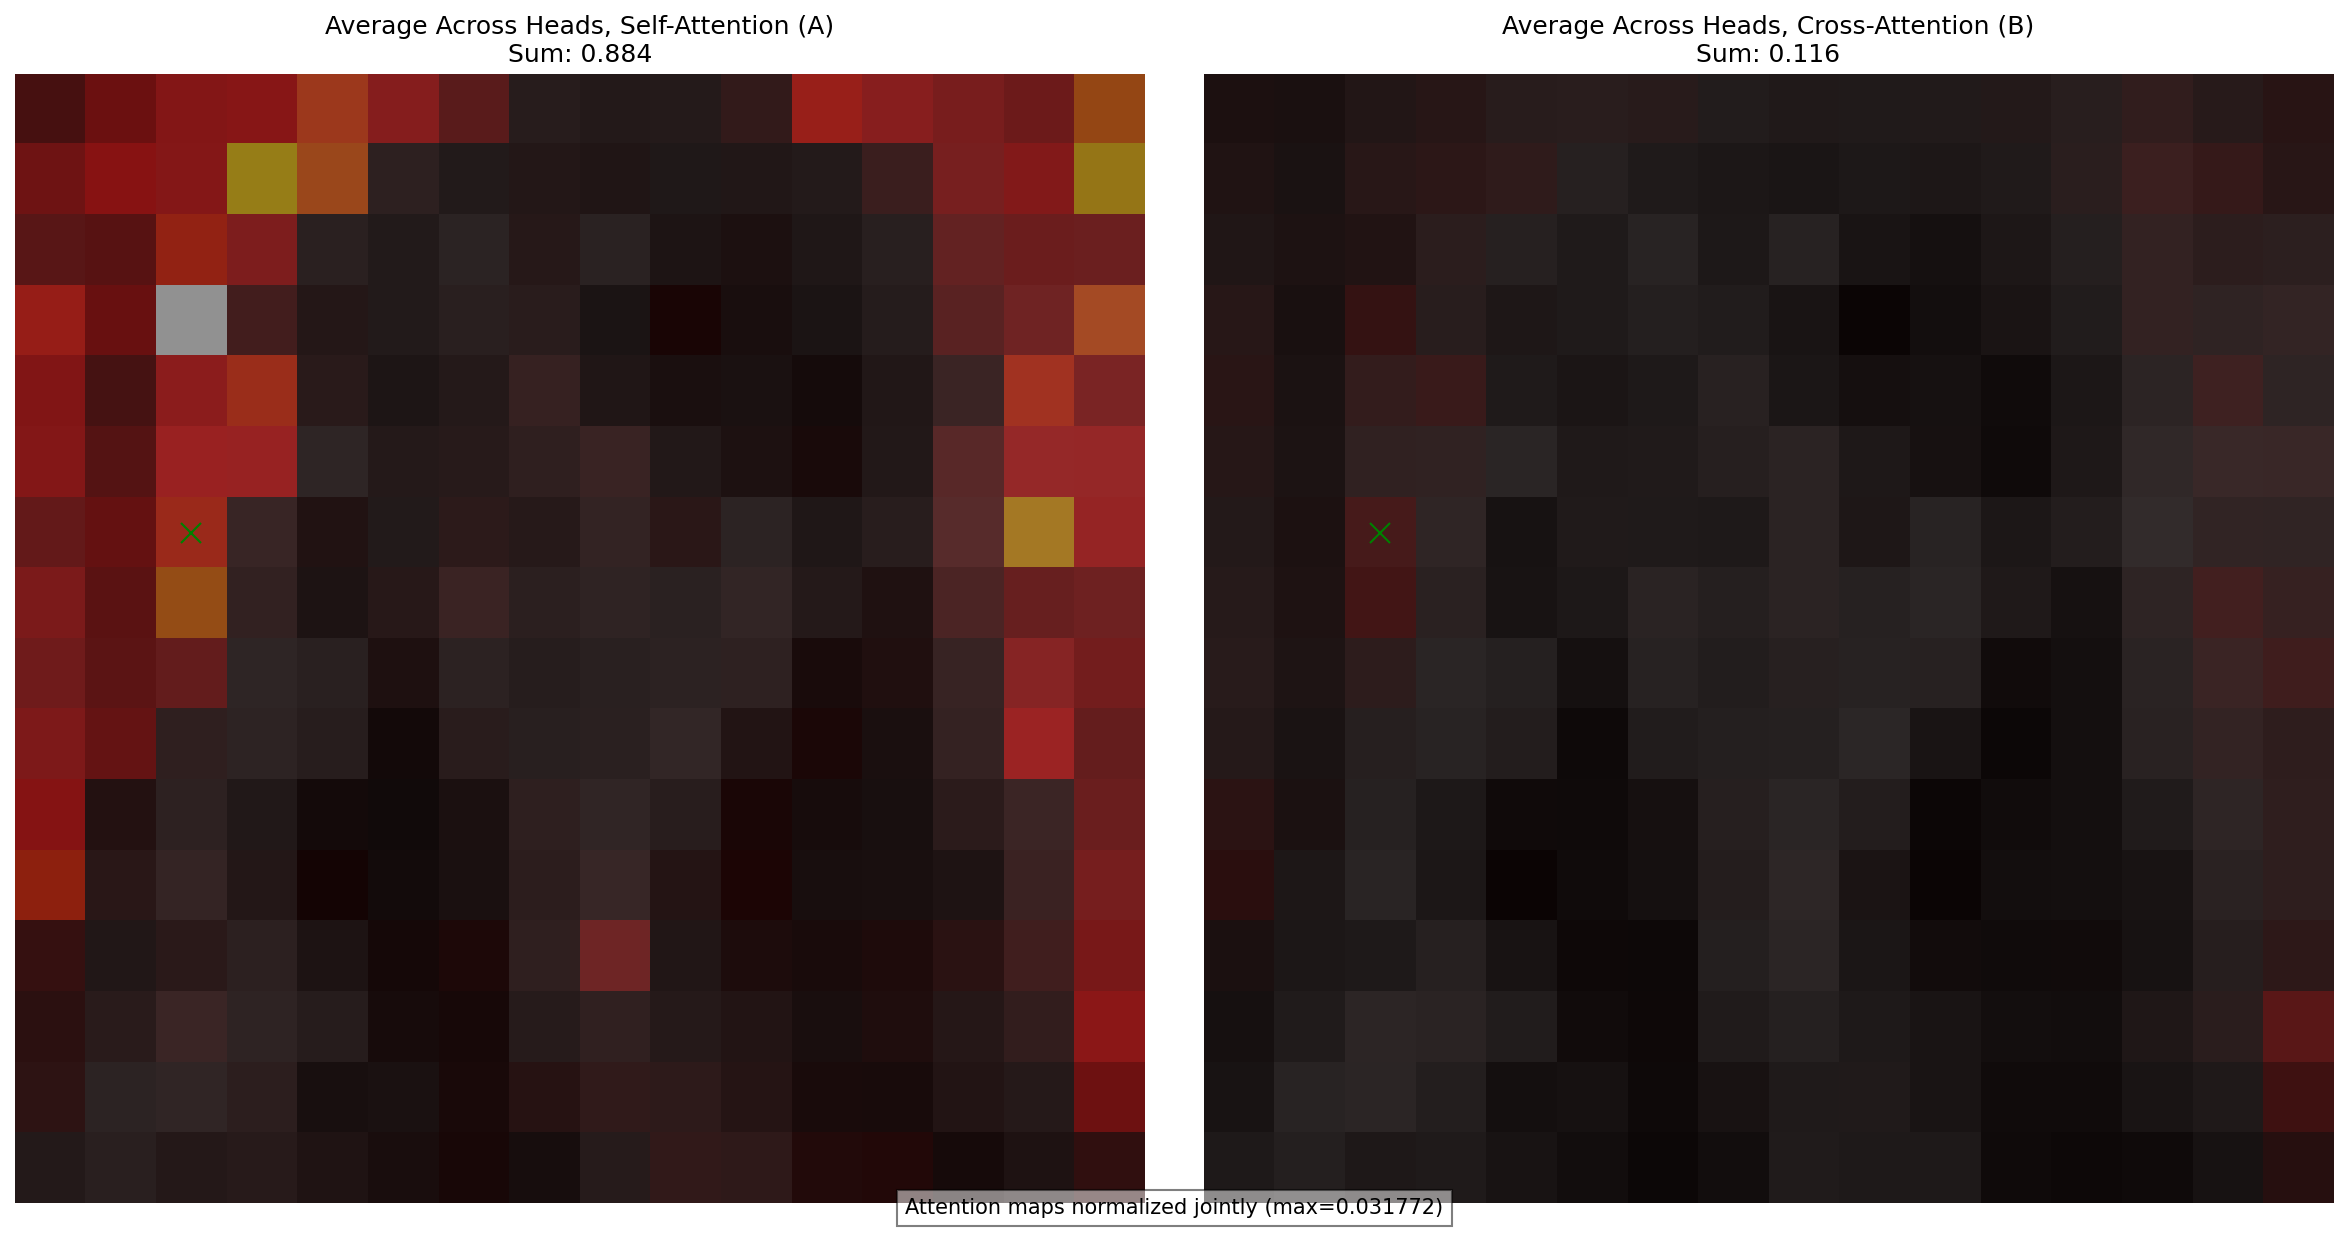 Average Across Heads, Self-Attention (A)
Sum: 0.884
Average Across Heads, Cross-Attention (B)
Sum: 0.116
Attention maps normalized jointly (max=0.031772)